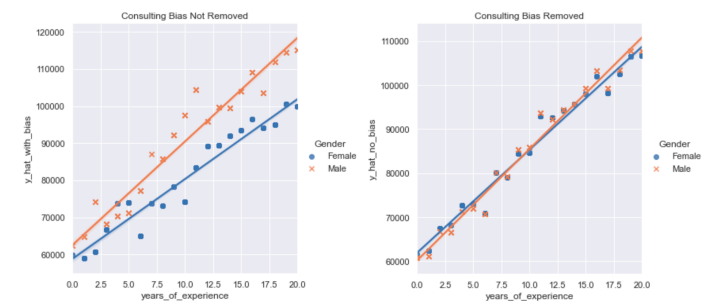 Consulting Bias Not Removed
120000
110000
100000
90000
80000
70000
60000
y_hat_with_bias
0.0 2.5 5.0 7.5 10.0 12.5 15.0 17.5 20.0
years_of_experience
Gender
Female
Male
Consulting Bias Removed
110000
100000
90000
80000
70000
60000
y_hat_no_bias
0.0 2.5 5.0 7.5 10.0 12.5 15.0 17.5 20.0
years_of_experience
Gender
Female
Male